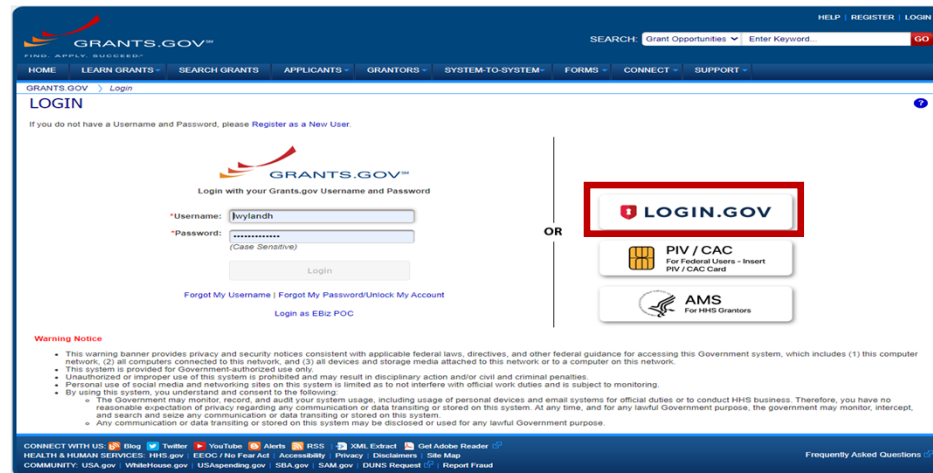 HELP | REGISTER | LOGIN
GRANTS.GOV℠
SEARCH: Grant Opportunities Enter Keyword... GO
FIND. APPLY. SUCCEED.℠
HOME LEARN GRANTS SEARCH GRANTS APPLICANTS GRANTORS SYSTEM-TO-SYSTEM FORMS CONNECT SUPPORT
GRANTS.GOV 〉 Login
LOGIN
?
If you do not have a Username and Password, please Register as a New User.
GRANTS.GOV℠
Login with your Grants.gov Username and Password
*Username: lwylandh
*Password: •••••••••••••
(Case Sensitive)
Login
Forgot My Username | Forgot My Password/Unlock My Account
Login as EBiz POC
OR
LOGIN.GOV
PIV / CAC
For Federal Users - Insert
PIV / CAC Card
AMS
For HHS Grantors
Warning Notice
• This warning banner provides privacy and security notices consistent with applicable federal laws, directives, and other federal guidance for accessing this Government system, which includes (1) this computer
network, (2) all computers connected to this network, and (3) all devices and storage media attached to this network or to a computer on this network.
• This system is provided for Government-authorized use only.
• Unauthorized or improper use of this system is prohibited and may result in disciplinary action and/or civil and criminal penalties.
• Personal use of social media and networking sites on this system is limited as to not interfere with official work duties and is subject to monitoring.
• By using this system, you understand and consent to the following:
o The Government may monitor, record, and audit your system usage, including usage of personal devices and email systems for official duties or to conduct HHS business. Therefore, you have no
reasonable expectation of privacy regarding any communication or data transiting or stored on this system. At any time, and for any lawful Government purpose, the government may monitor, intercept,
and search and seize any communication or data transiting or stored on this system.
o Any communication or data transiting or stored on this system may be disclosed or used for any lawful Government purpose.
CONNECT WITH US: Blog | Twitter | YouTube | Alerts | RSS | XML Extract | Get Adobe Reader
HEALTH & HUMAN SERVICES: HHS.gov | EEOC / No Fear Act | Accessibility | Privacy | Disclaimers | Site Map
COMMUNITY: USA.gov | WhiteHouse.gov | USAspending.gov | SBA.gov | SAM.gov | DUNS Request | Report Fraud
Frequently Asked Questions